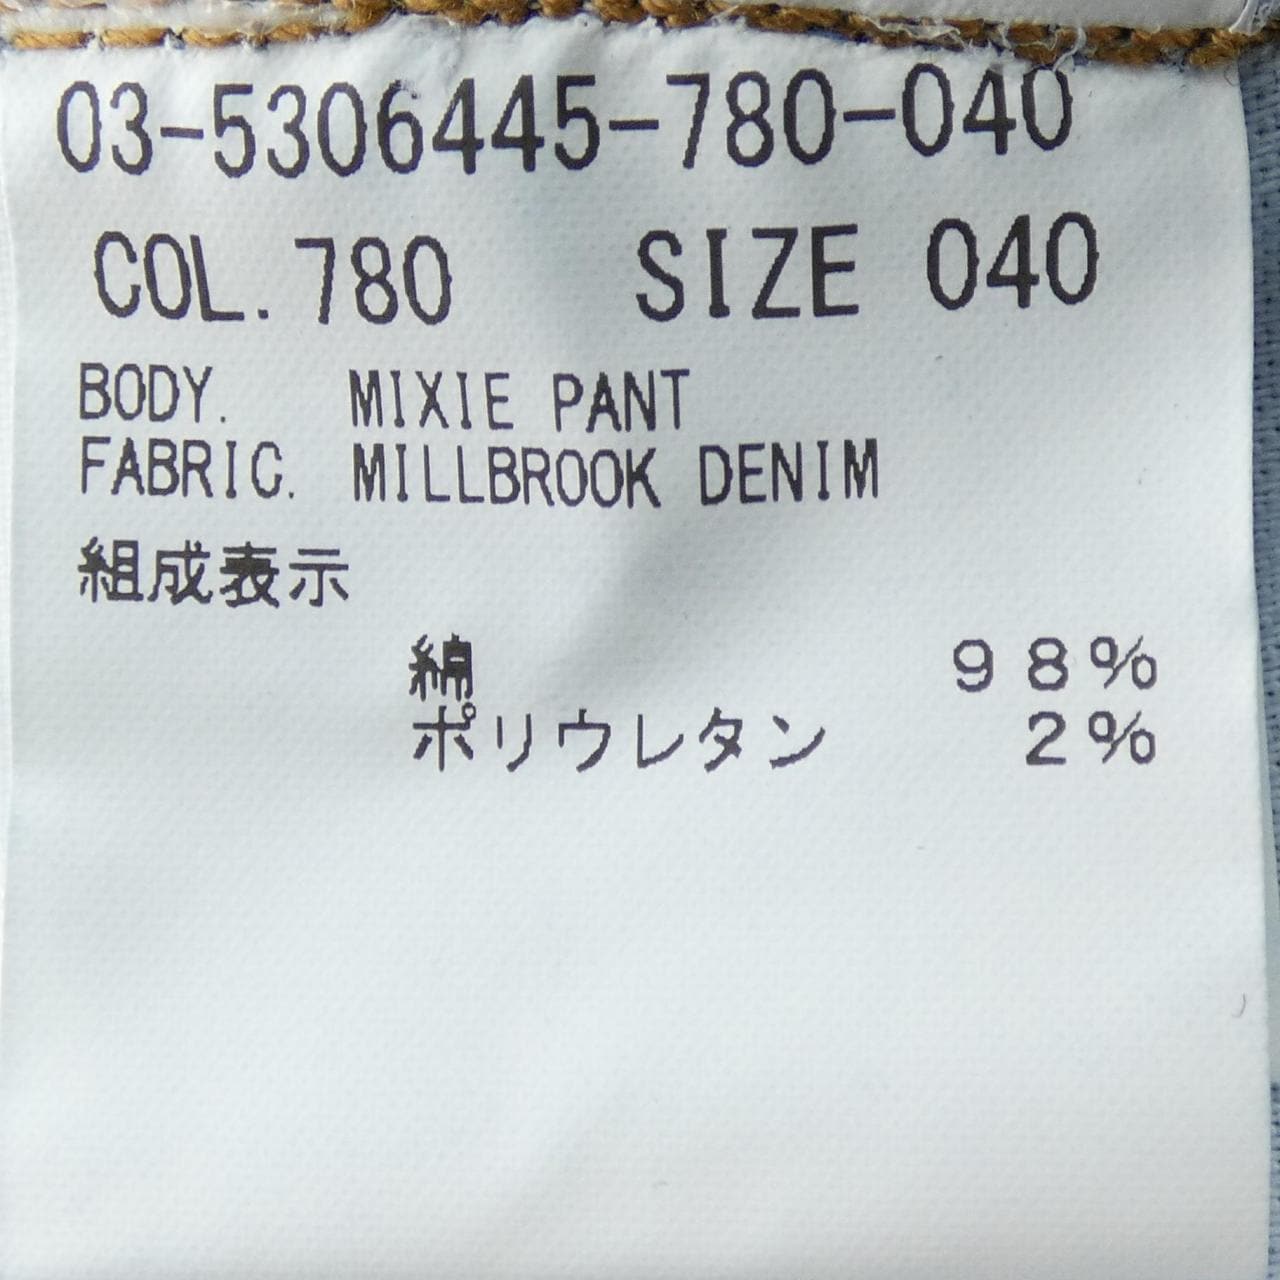 03-5306445-780-040
COL.780 SIZE 040
BODY. MIXIE PANT
FABRIC. MILLBROOK DENIM
組成表示
綿 98%
ポリウレタン 2%